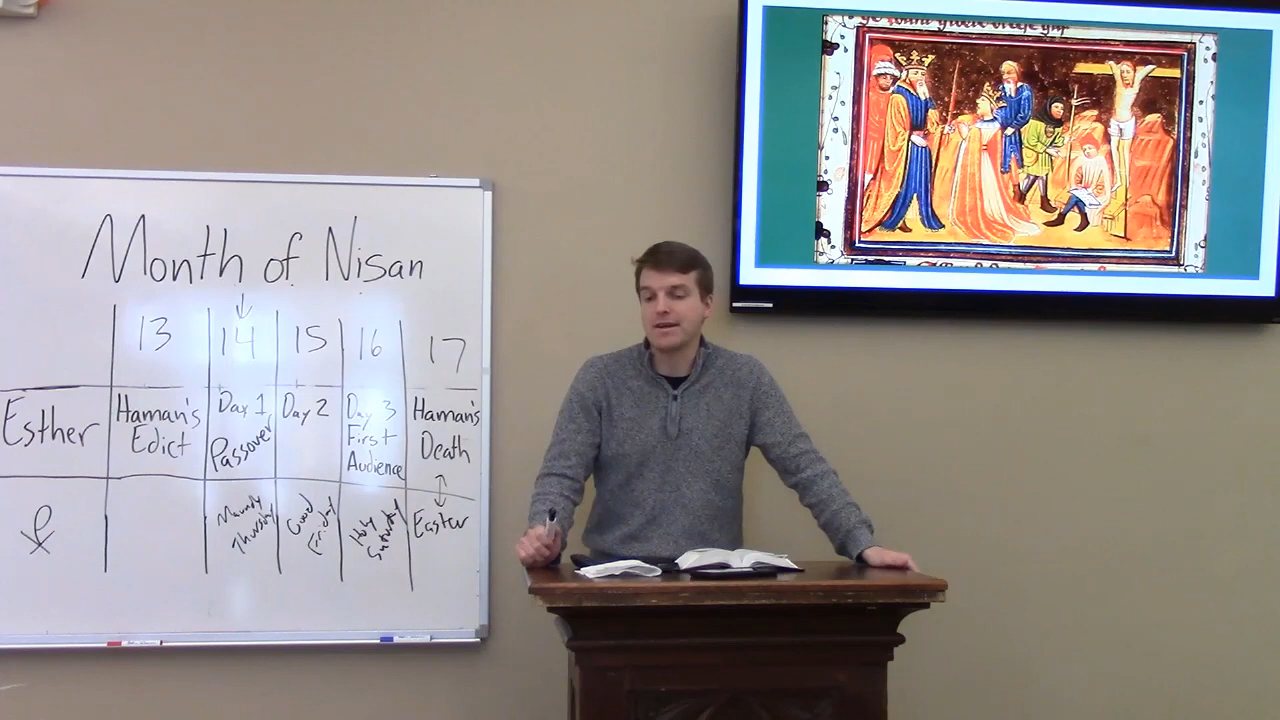 Month of Nisan
13 14 15 16 17
Esther
Haman's
Edict
Day 1
Passover
Day 2
Day 3
First
Audience
Haman's
Death
Maundy
Thursday
Good
Friday
Holy
Saturday
Easter